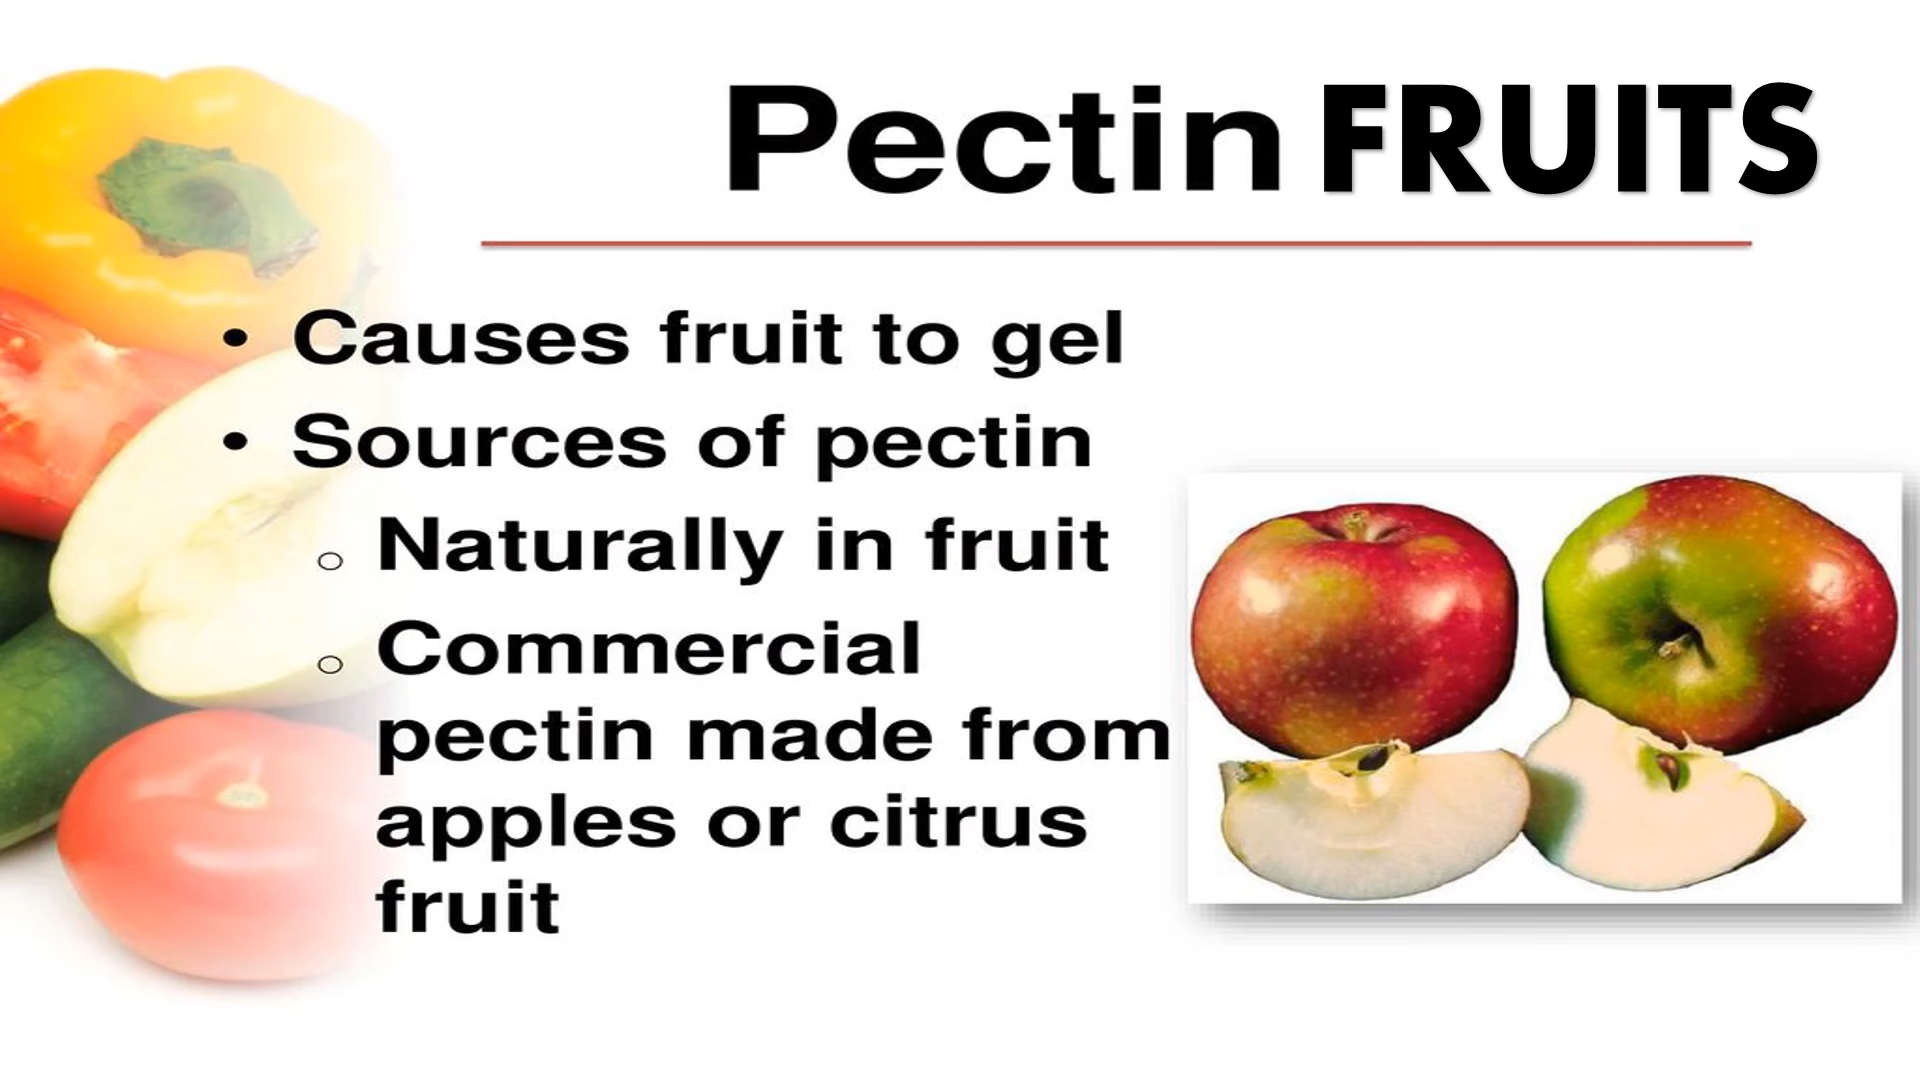 Pectin FRUITS
• Causes fruit to gel
• Sources of pectin
○ Naturally in fruit
○ Commercial
pectin made from
apples or citrus
fruit